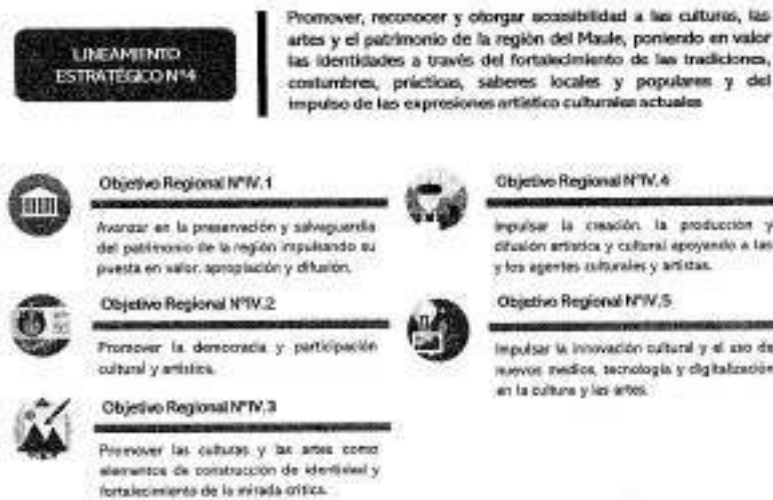 LINEAMIENTO
ESTRATÉGICO N°4
Promover, reconocer y otorgar accesibilidad a las culturas, las
artes y el patrimonio de la región del Maule, poniendo en valor
las identidades a través del fortalecimiento de las tradiciones,
costumbres, prácticas, saberes locales y populares y del
impulso de las expresiones artístico culturales actuales
Objetivo Regional N°IV.1
Avanzar en la preservación y salvaguardia
del patrimonio de la región impulsando su
puesta en valor, apropiación y difusión.
Objetivo Regional N°IV.2
Promover la democracia y participación
cultural y artística.
Objetivo Regional N°IV.3
Promover las culturas y las artes como
elementos de construcción de identidad y
fortalecimiento de la mirada crítica.
Objetivo Regional N°IV.4
Impulsar la creación, la producción y
difusión artística y cultural apoyando a las
y los agentes culturales y artistas.
Objetivo Regional N°IV.5
Impulsar la innovación cultural y el uso de
nuevos medios, tecnología y digitalización
en la cultura y las artes.